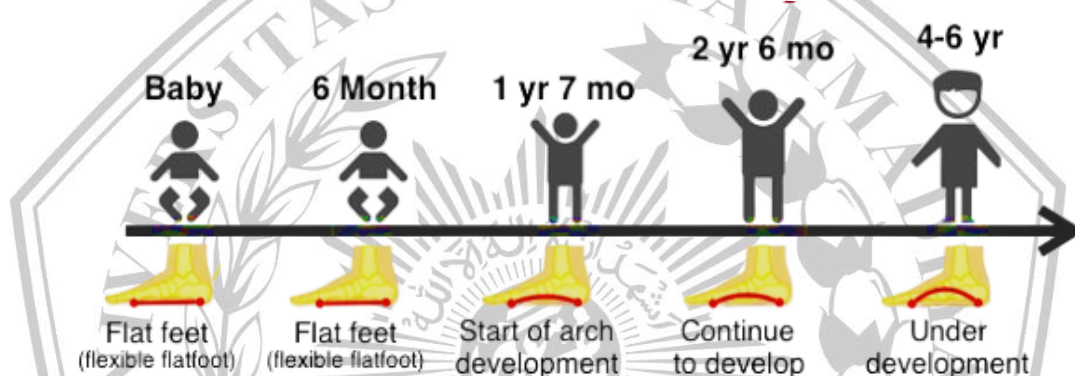 Baby
6 Month
1 yr 7 mo
2 yr 6 mo
4-6 yr
Flat feet
(flexible flatfoot)
Flat feet
(flexible flatfoot)
Start of arch
development
Continue
to develop
Under
development